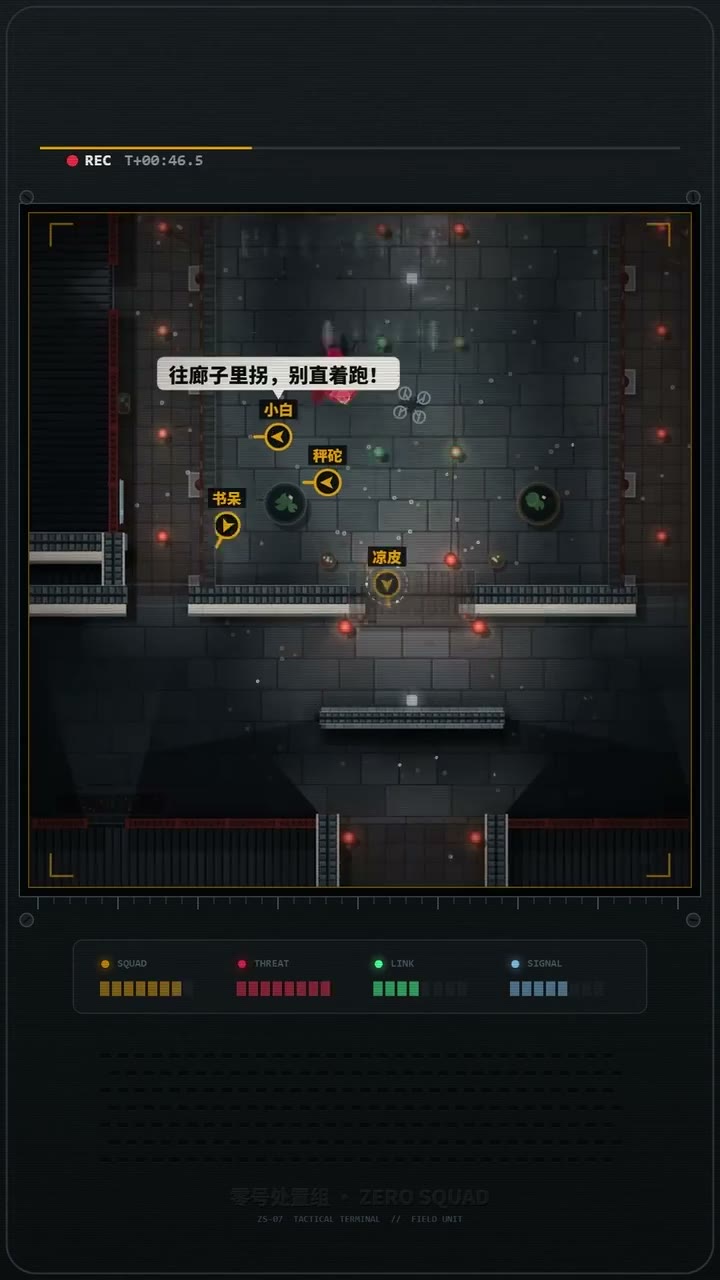 REC T+00:46.5
往廊子里拐，别直着跑！
小白
秤砣
书呆
凉皮
SQUAD THREAT LINK SIGNAL
零号处置组 · ZERO SQUAD
ZS-07 TACTICAL TERMINAL // FIELD UNIT